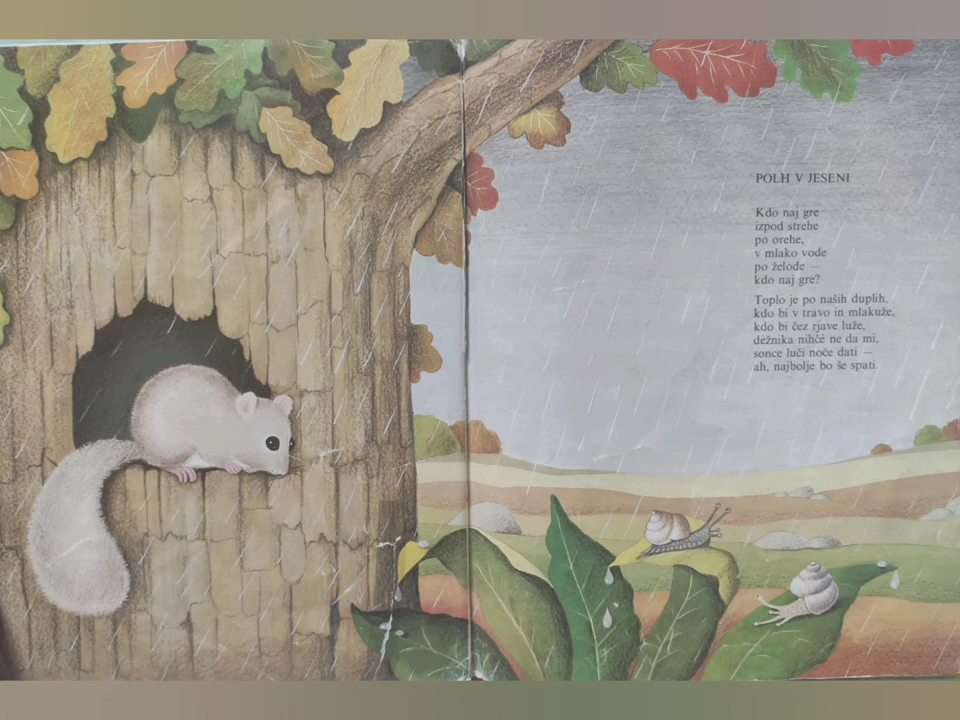 POLH V JESENI
Kdo naj gre
izpod strehe
po orehe,
v mlako vode
po želode —
kdo naj gre?
Toplo je po naših duplih,
kdo bi v travo in mlakuže,
kdo bi čez rjave luže,
dežnika nihče ne da mi,
sonce luči noče dati —
ah, najbolje bo še spati.